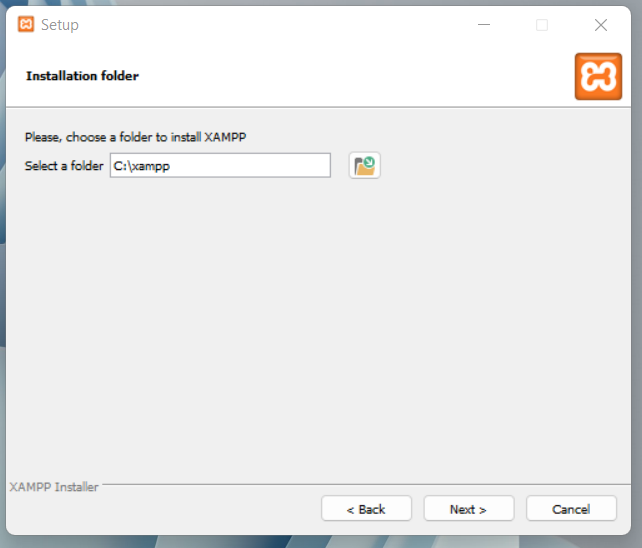 Setup
Installation folder
Please, choose a folder to install XAMPP
Select a folder C:\xampp
XAMPP Installer
< Back Next > Cancel